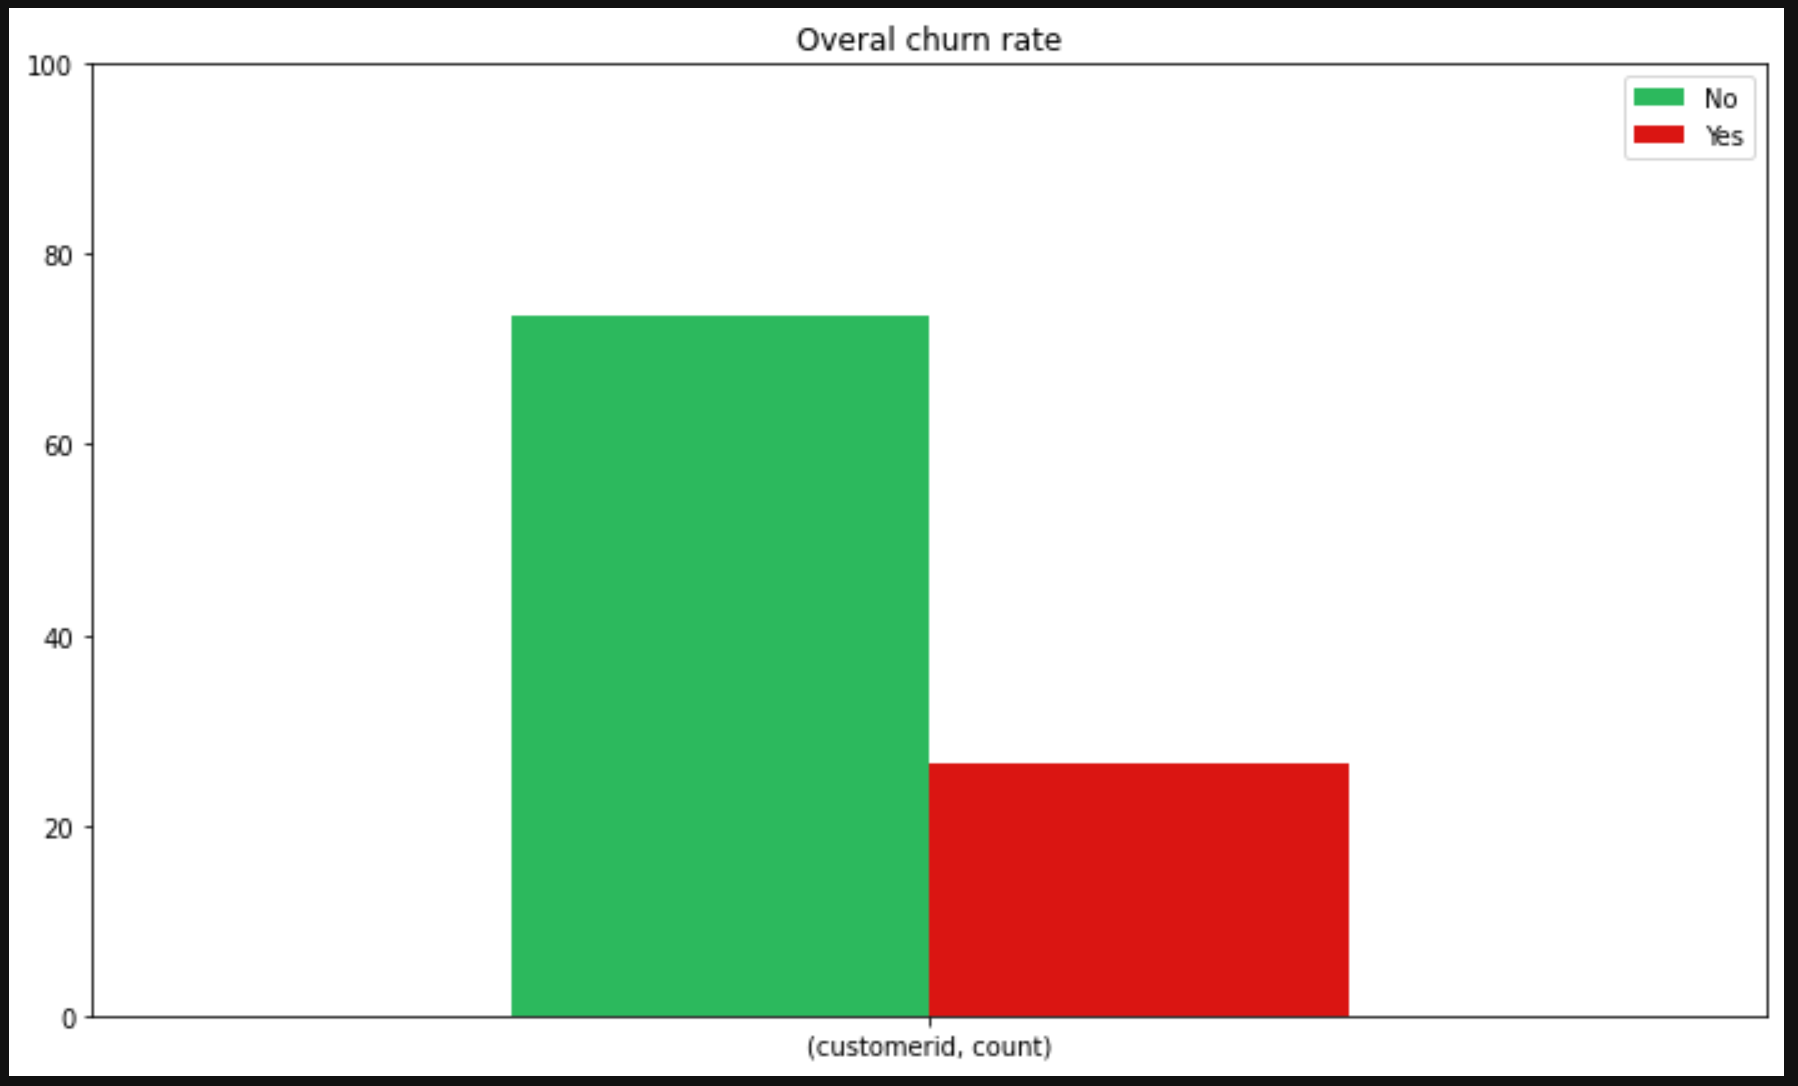 Overal churn rate
100
80
60
40
20
0
No
Yes
(customerid, count)